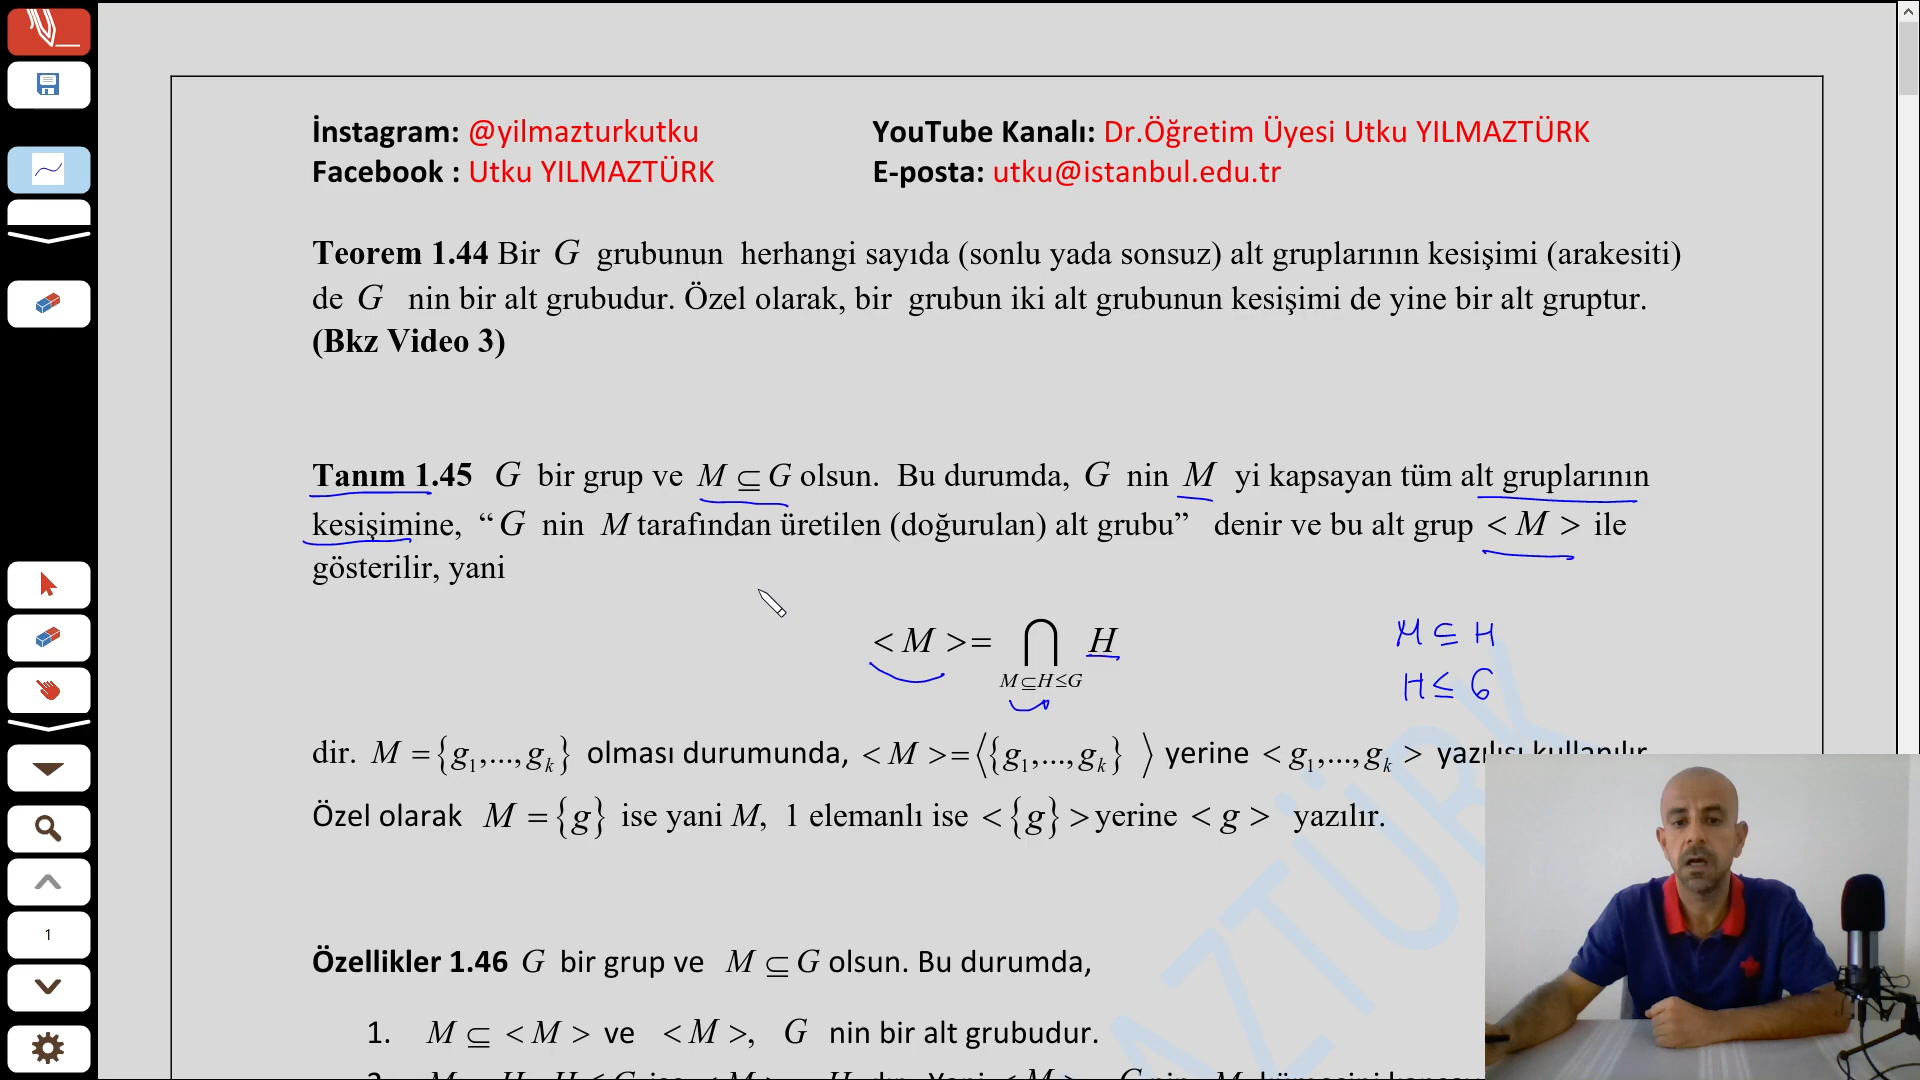 İnstagram: @yilmazturkutku YouTube Kanalı: Dr.Öğretim Üyesi Utku YILMAZTÜRK
Facebook : Utku YILMAZTÜRK E-posta: utku@istanbul.edu.tr
Teorem 1.44 Bir G grubunun herhangi sayıda (sonlu yada sonsuz) alt gruplarının kesişimi (arakesiti)
de G nin bir alt grubudur. Özel olarak, bir grubun iki alt grubunun kesişimi de yine bir alt gruptur.
(Bkz Video 3)
Tanım 1.45 G bir grup ve M ⊆ G olsun. Bu durumda, G nin M yi kapsayan tüm alt gruplarının
kesişimine, “ G nin M tarafından üretilen (doğurulan) alt grubu” denir ve bu alt grup < M > ile
gösterilir, yani
< M >= ⋂ H
M⊆H≤G
M ⊆ H
H ≤ G
dir. M = {g₁,...,gₖ} olması durumunda, < M >=⟨{g₁,...,gₖ} ⟩ yerine < g₁,...,gₖ > yazılışı kullanılır
Özel olarak M = {g} ise yani M, 1 elemanlı ise < {g} > yerine < g > yazılır.
Özellikler 1.46 G bir grup ve M ⊆ G olsun. Bu durumda,
1. M ⊆ < M > ve < M >, G nin bir alt grubudur.
1